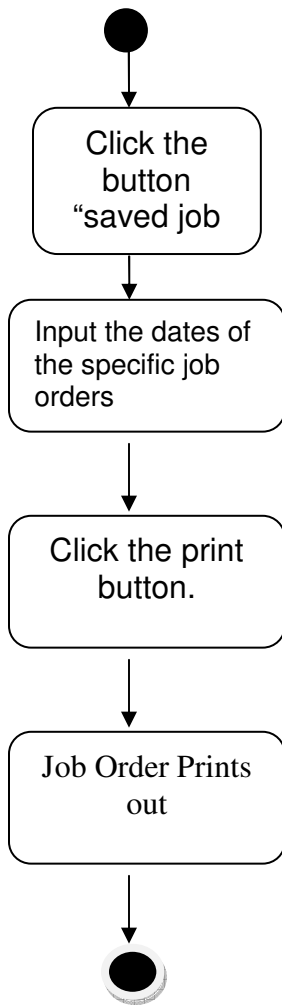 Click the
button
“saved job
Input the dates of
the specific job
orders
Click the print
button.
Job Order Prints
out